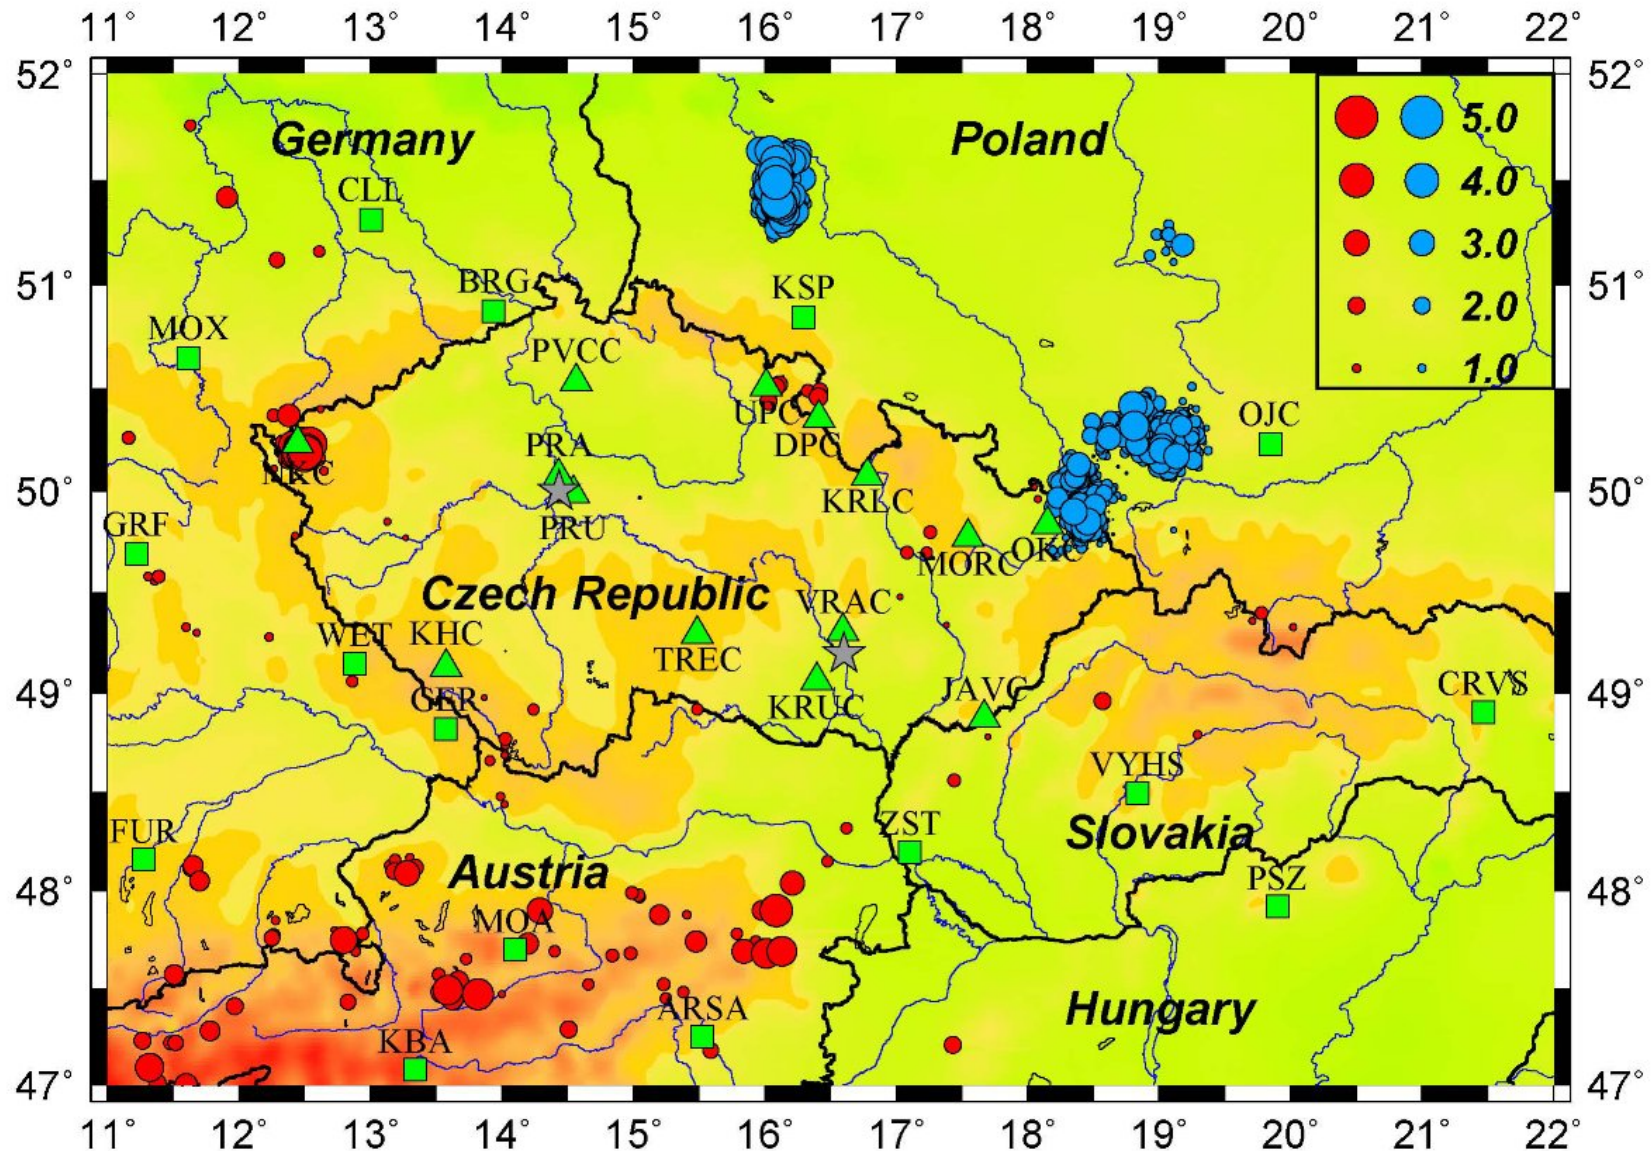 11° 12° 13° 14° 15° 16° 17° 18° 19° 20° 21° 22°
52° 52°
5.0
Germany Poland
4.0
CLL
3.0
51° 51°
BRG KSP
2.0
MOX
PVCC
1.0
UPC OJC
DPC
PRA
NKC
50° 50°
KRLC
GRF
PRU
OKC
MORC
Czech Republic VRAC
WET KHC
TREC
49° 49°
GER KRUC JAVC CRVS
VYHS
FUR ZST Slovakia
Austria
48° 48°
PSZ
MOA
ARSA Hungary
KBA
47° 47°
11° 12° 13° 14° 15° 16° 17° 18° 19° 20° 21° 22°